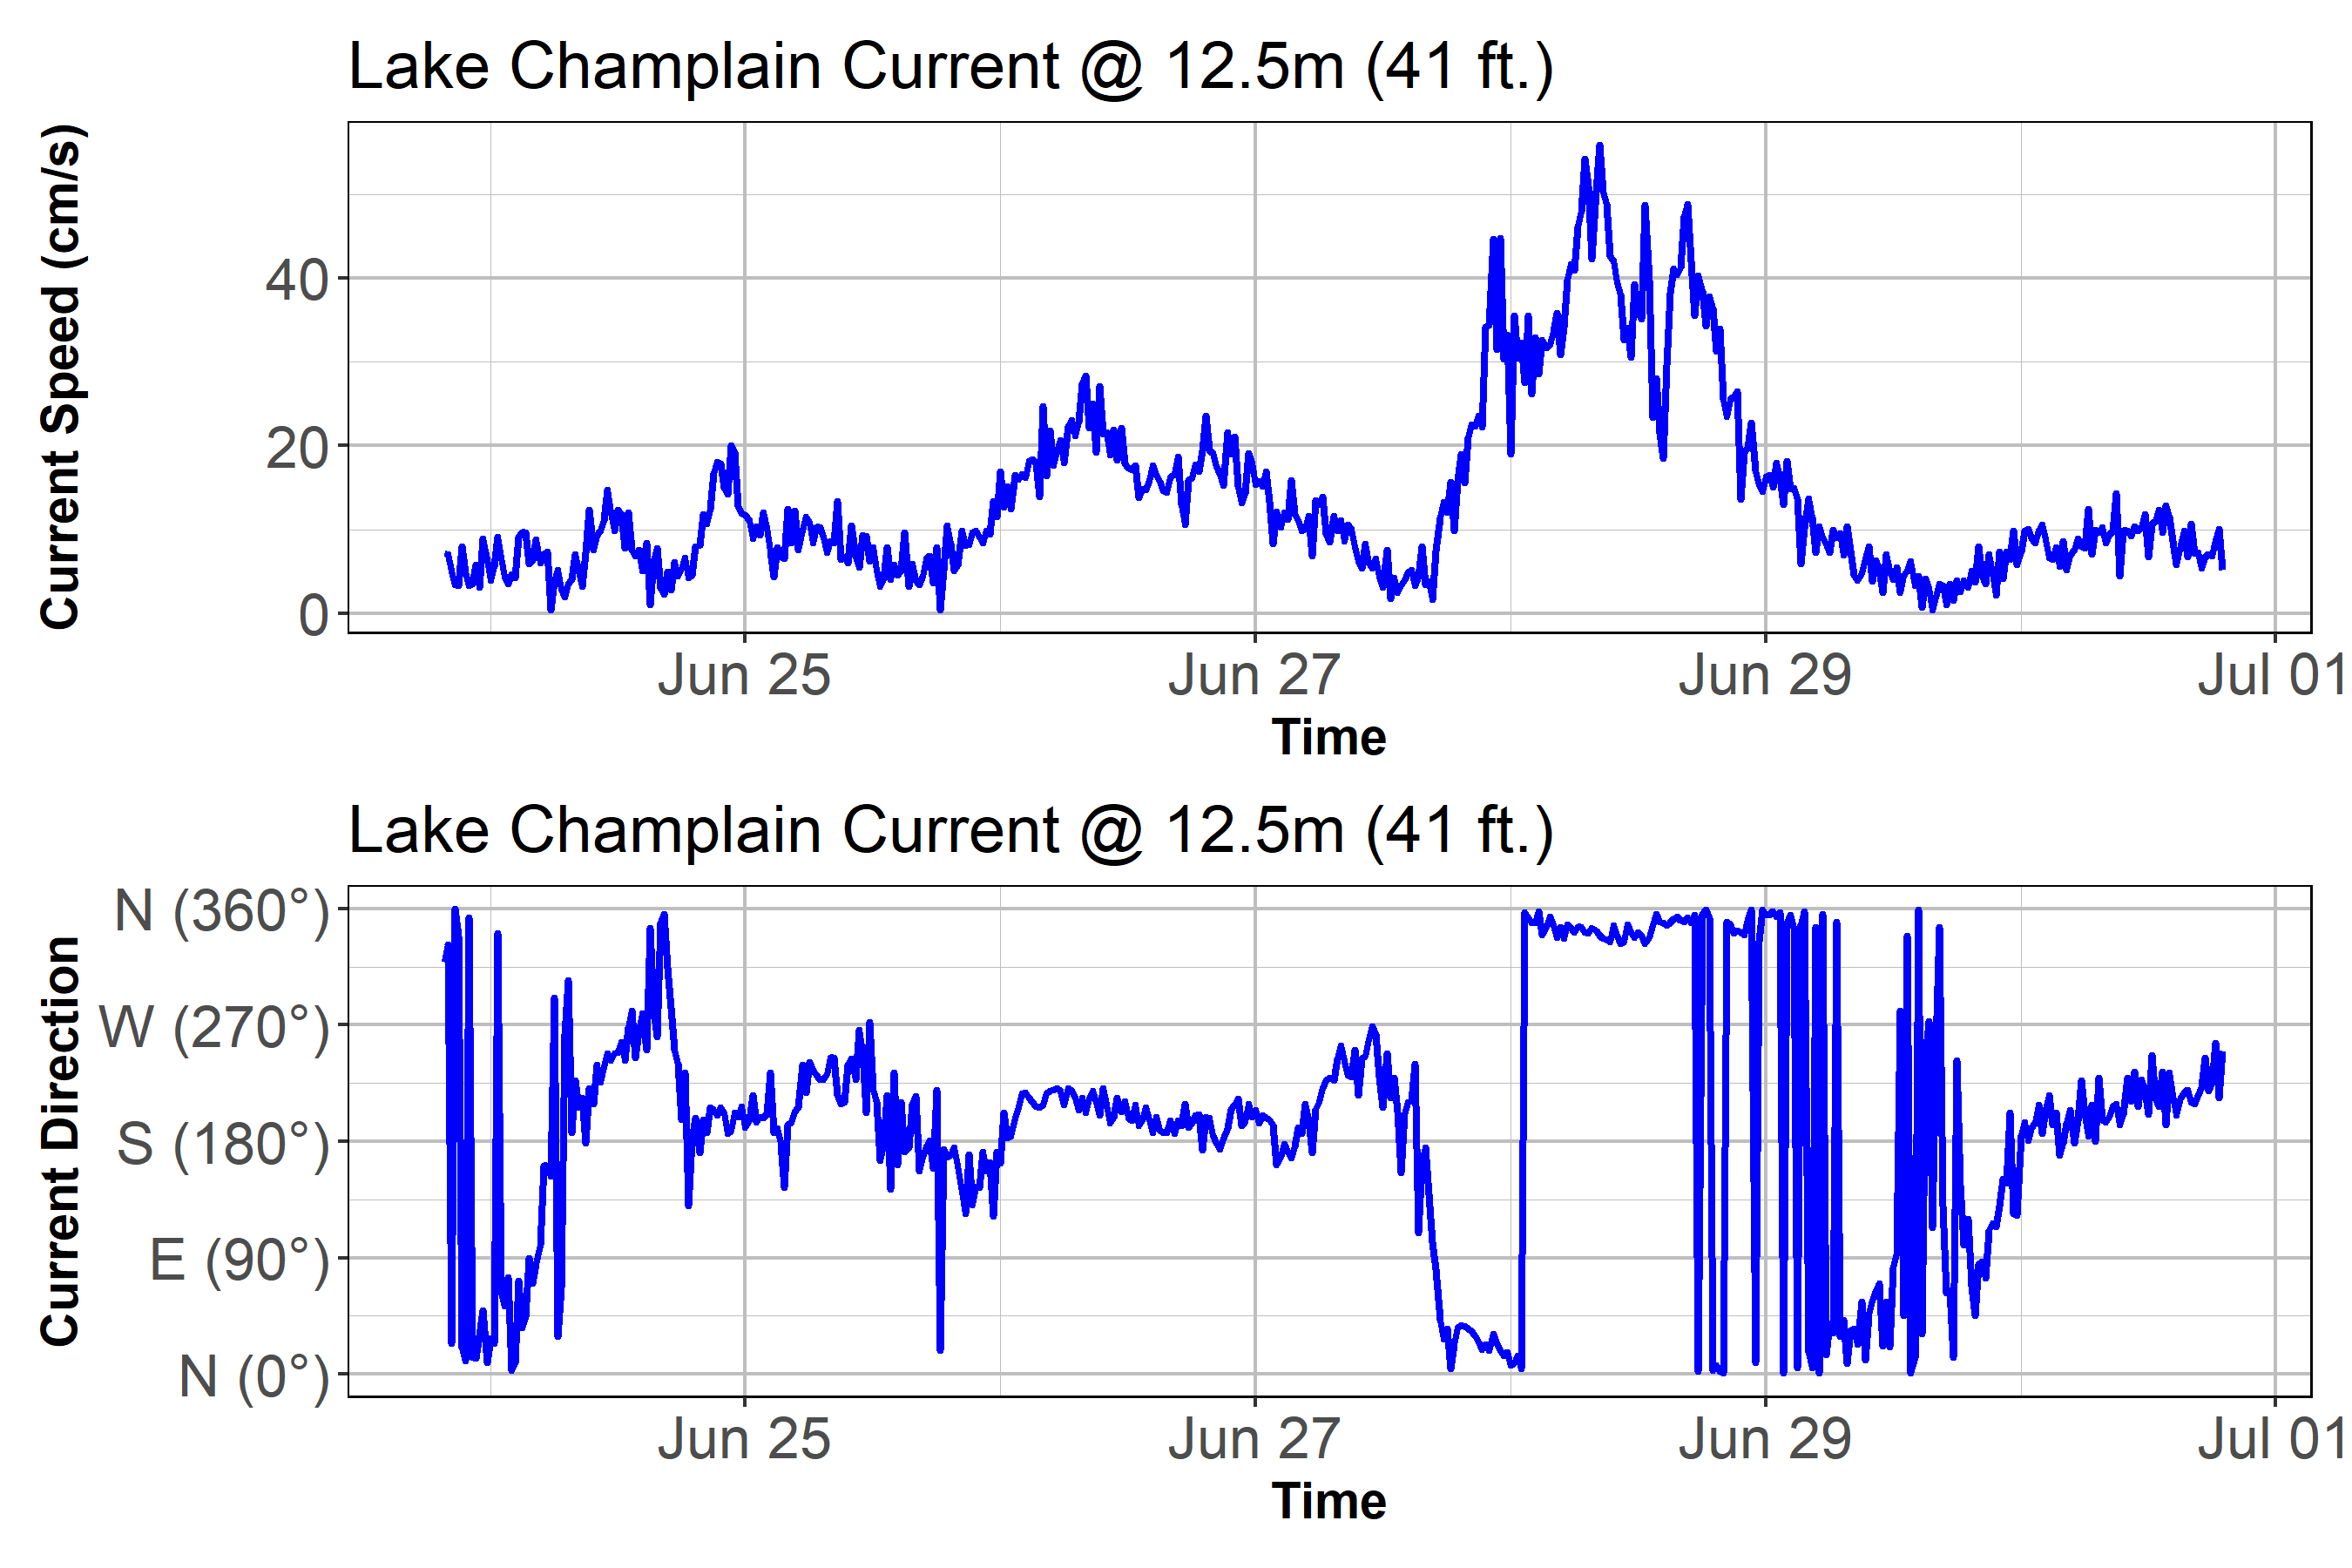 Lake Champlain Current @ 12.5m (41 ft.)
Current Speed (cm/s)
40
20
0
Jun 25
Jun 27
Jun 29
Jul 01
Time
Lake Champlain Current @ 12.5m (41 ft.)
Current Direction
N (360°)
W (270°)
S (180°)
E (90°)
N (0°)
Jun 25
Jun 27
Jun 29
Jul 01
Time